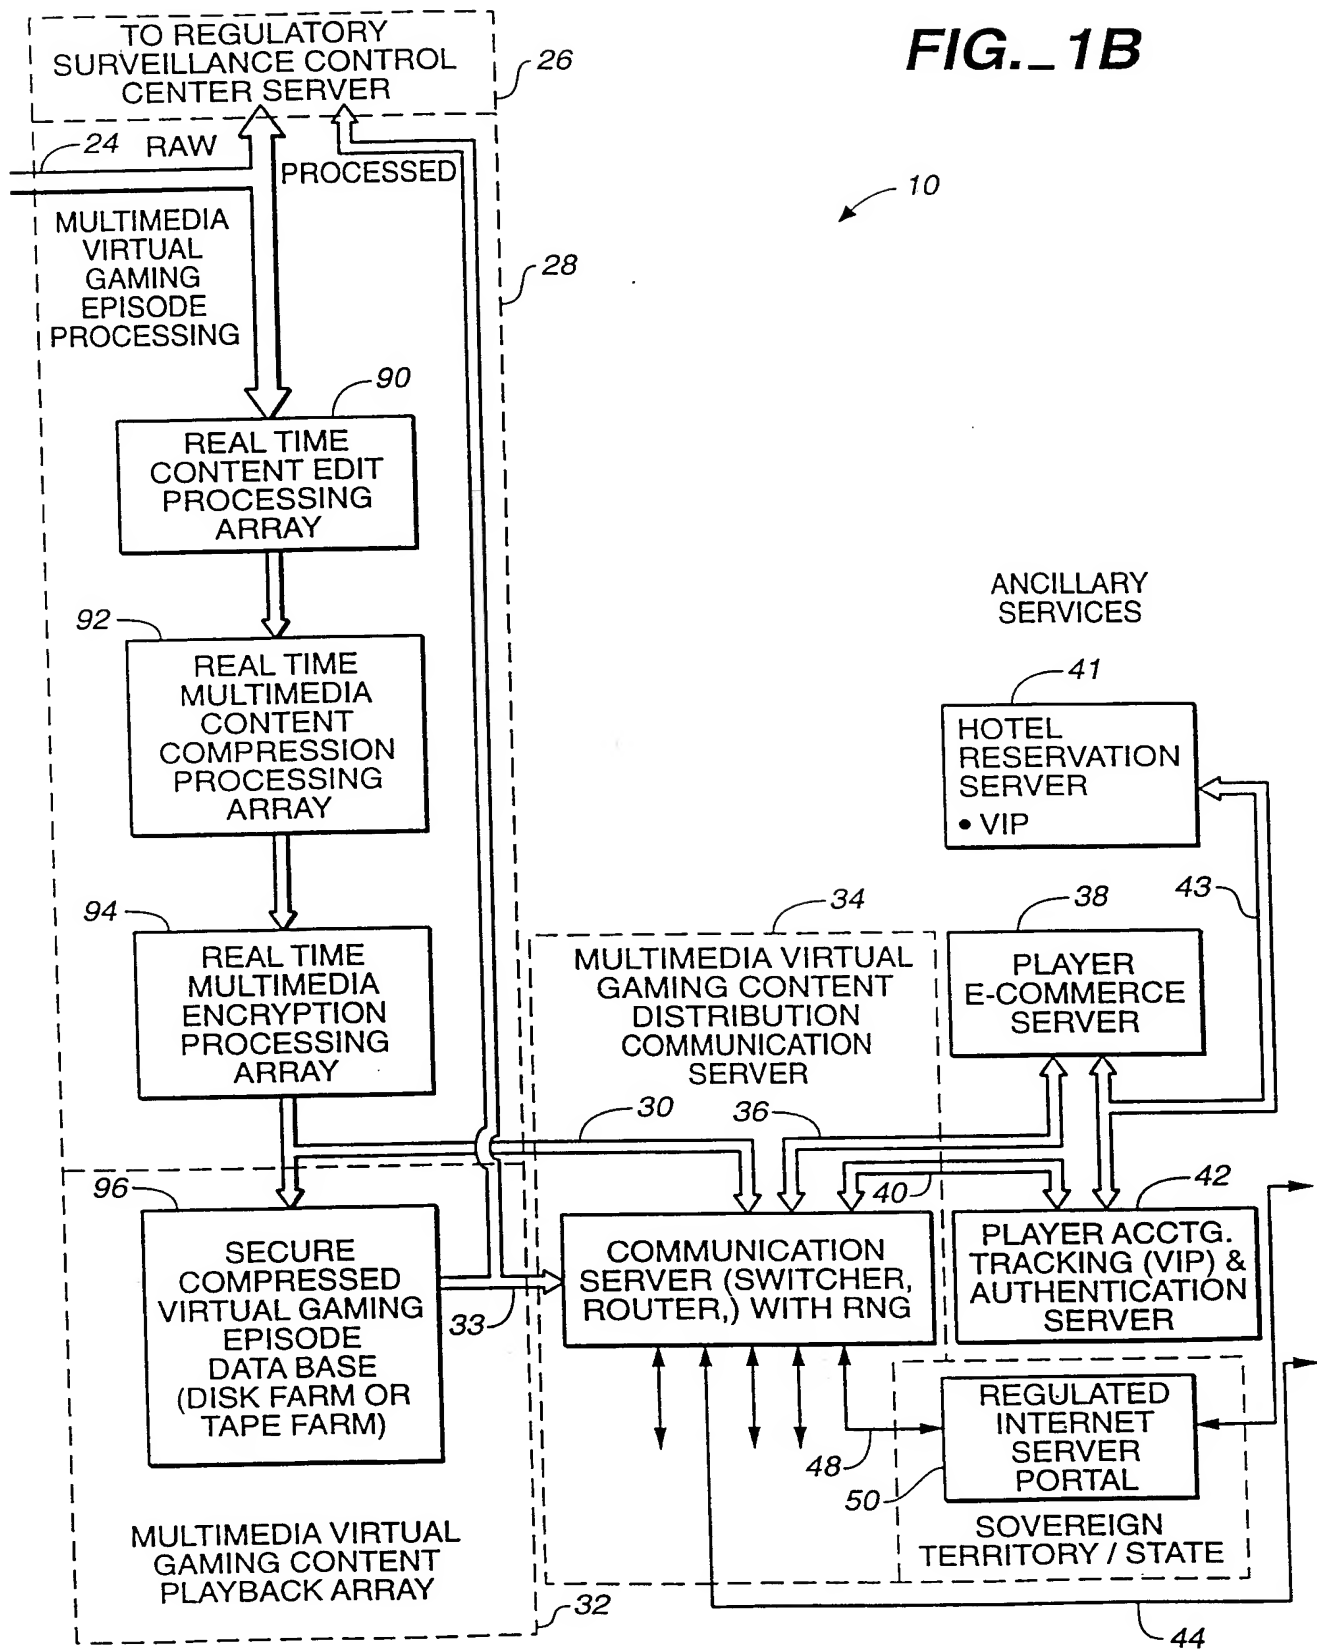 FIG._1B
TO REGULATORY
SURVEILLANCE CONTROL
CENTER SERVER
26
24
RAW
PROCESSED
10
MULTIMEDIA
VIRTUAL
GAMING
EPISODE
PROCESSING
28
90
REAL TIME
CONTENT EDIT
PROCESSING
ARRAY
92
REAL TIME
MULTIMEDIA
CONTENT
COMPRESSION
PROCESSING
ARRAY
94
REAL TIME
MULTIMEDIA
ENCRYPTION
PROCESSING
ARRAY
ANCILLARY
SERVICES
41
HOTEL
RESERVATION
SERVER
• VIP
43
34
MULTIMEDIA VIRTUAL
GAMING CONTENT
DISTRIBUTION
COMMUNICATION
SERVER
38
PLAYER
E-COMMERCE
SERVER
30
36
40
96
SECURE
COMPRESSED
VIRTUAL GAMING
EPISODE
DATA BASE
(DISK FARM OR
TAPE FARM)
33
COMMUNICATION
SERVER (SWITCHER,
ROUTER,) WITH RNG
42
PLAYER ACCTG.
TRACKING (VIP) &
AUTHENTICATION
SERVER
48
REGULATED
INTERNET
SERVER
PORTAL
50
SOVEREIGN
TERRITORY / STATE
MULTIMEDIA VIRTUAL
GAMING CONTENT
PLAYBACK ARRAY
32
44